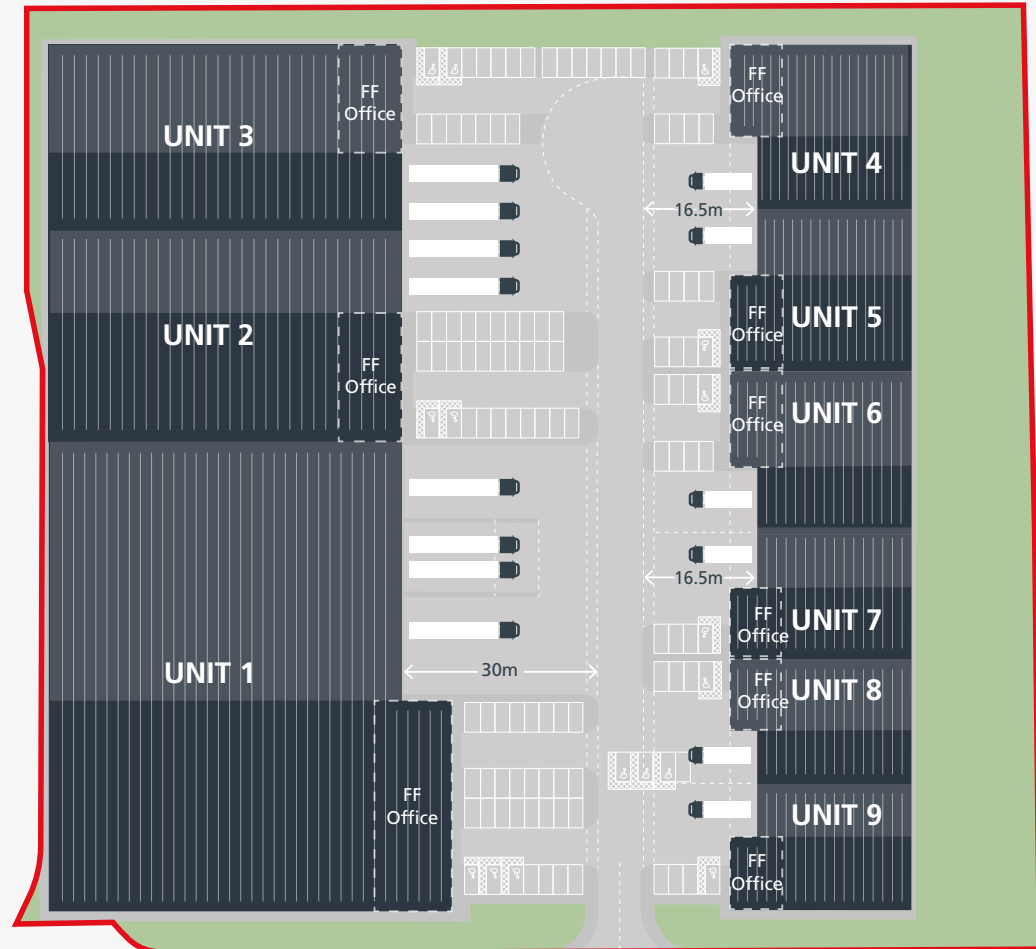 UNIT 3
FF
Office
UNIT 2
FF
Office
UNIT 1
FF
Office
30m
FF
Office
UNIT 4
16.5m
FF
Office
UNIT 5
FF
Office
UNIT 6
16.5m
FF
Office
UNIT 7
FF
Office
UNIT 8
UNIT 9
FF
Office